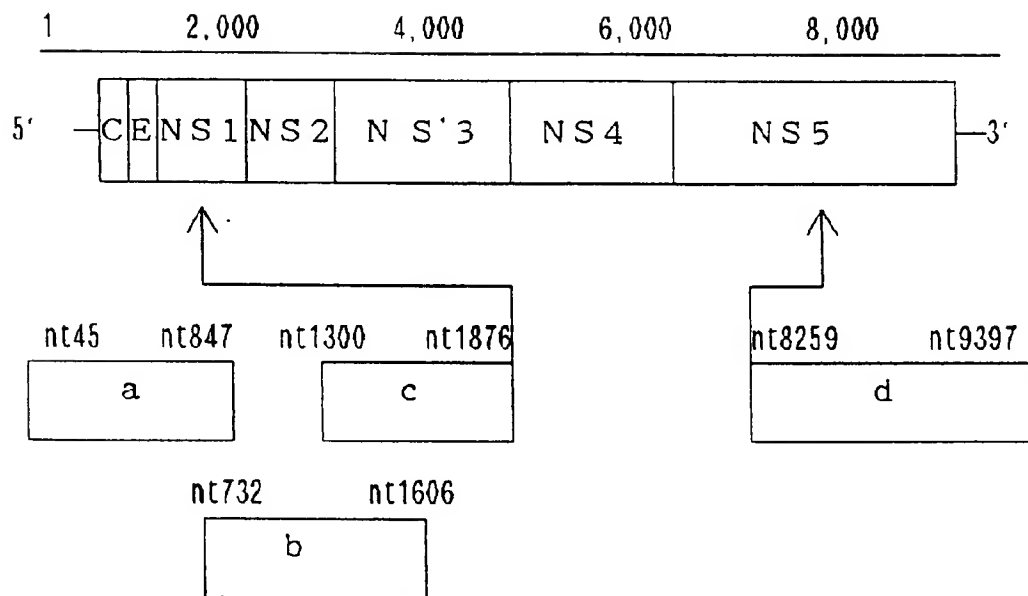 1 2,000 4,000 6,000 8,000
5' C E NS1 NS2 N S'3 NS4 NS5 3'
nt45 nt847 nt1300 nt1876 nt8259 nt9397
a c d
nt732 nt1606
b